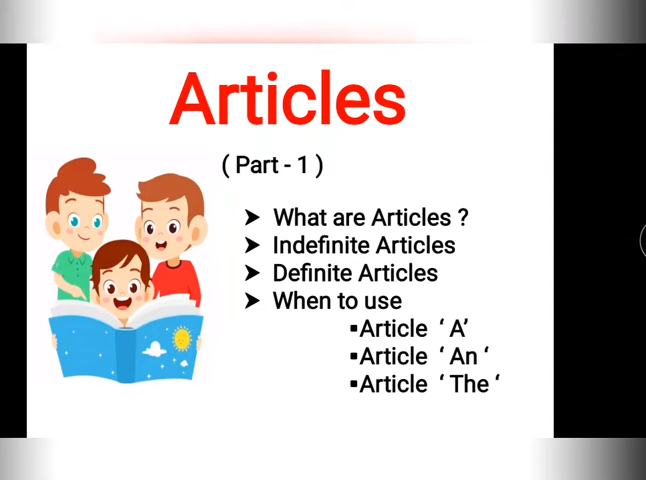 Articles
( Part - 1 )
➤ What are Articles ?
➤ Indefinite Articles
➤ Definite Articles
➤ When to use
▪Article ‘ A’
▪Article ‘ An ‘
▪Article ‘ The ‘